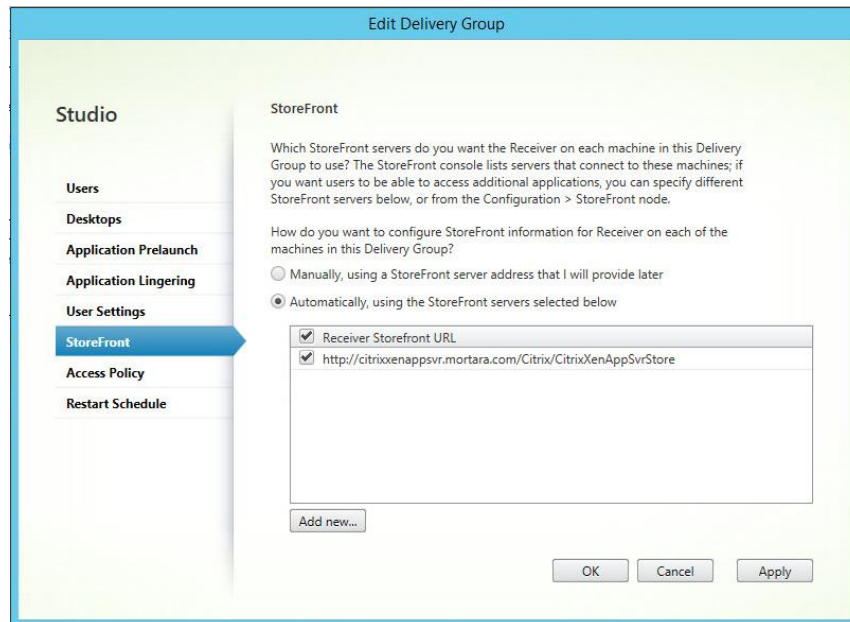 Edit Delivery Group
Studio
Users
Desktops
Application Prelaunch
Application Lingering
User Settings
StoreFront
Access Policy
Restart Schedule
StoreFront
Which StoreFront servers do you want the Receiver on each machine in this Delivery
Group to use? The StoreFront console lists servers that connect to these machines; if
you want users to be able to access additional applications, you can specify different
StoreFront servers below, or from the Configuration > StoreFront node.
How do you want to configure StoreFront information for Receiver on each of the
machines in this Delivery Group?
Manually, using a StoreFront server address that I will provide later
Automatically, using the StoreFront servers selected below
Receiver Storefront URL
http://citrixxenappsvr.mortara.com/Citrix/CitrixXenAppSvrStore
Add new...
OK Cancel Apply